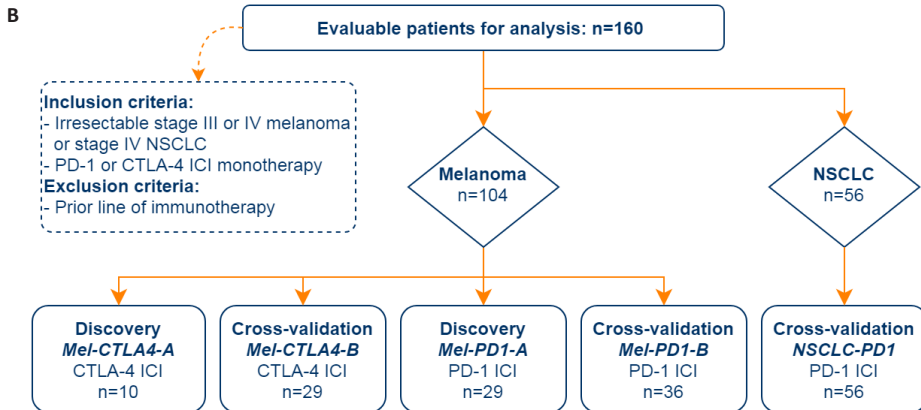 B
Evaluable patients for analysis: n=160
Inclusion criteria:
- Irresectable stage III or IV melanoma
or stage IV NSCLC
- PD-1 or CTLA-4 ICI monotherapy
Exclusion criteria:
- Prior line of immunotherapy
Melanoma
n=104
NSCLC
n=56
Discovery
Mel-CTLA4-A
CTLA-4 ICI
n=10
Cross-validation
Mel-CTLA4-B
CTLA-4 ICI
n=29
Discovery
Mel-PD1-A
PD-1 ICI
n=29
Cross-validation
Mel-PD1-B
PD-1 ICI
n=36
Cross-validation
NSCLC-PD1
PD-1 ICI
n=56